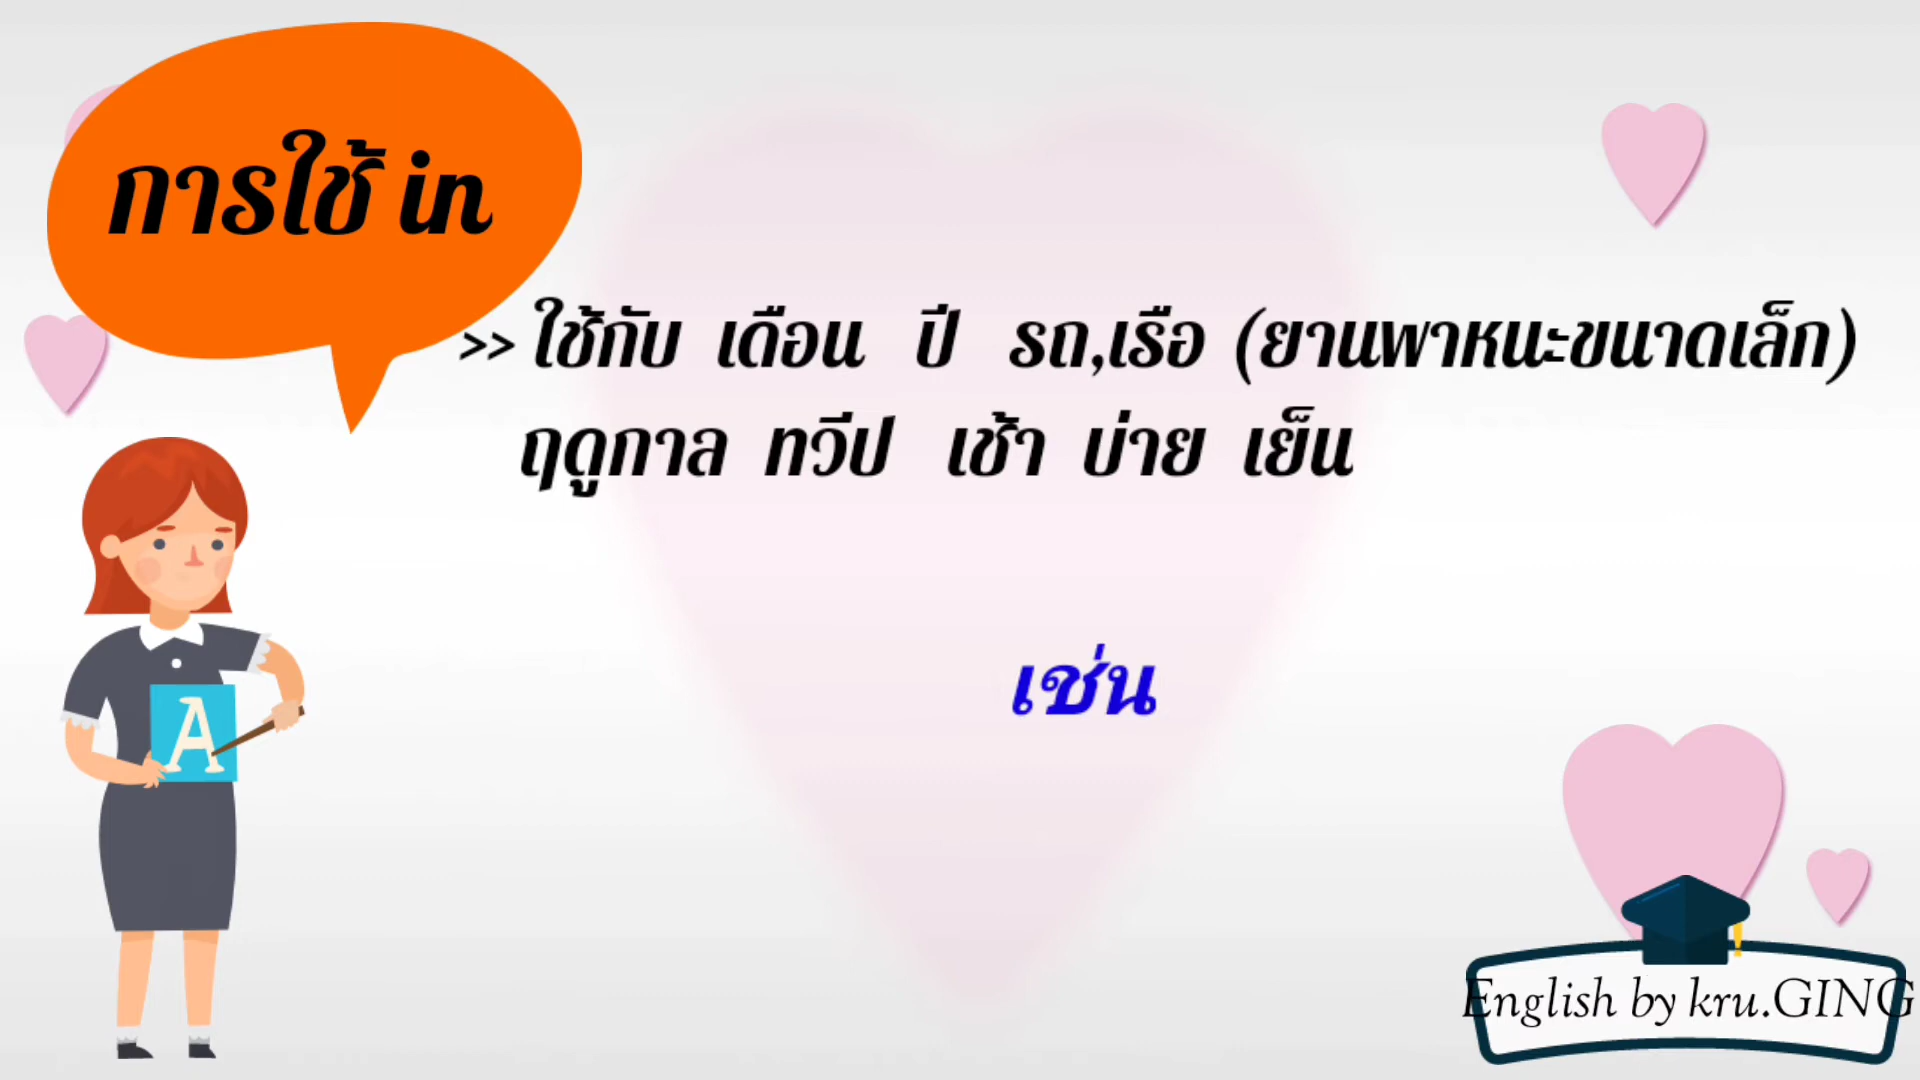 การใช้ in
>> ใช้กับ เดือน ปี รถ,เรือ (ยานพาหนะขนาดเล็ก)
ฤดูกาล ทวีป เช้า บ่าย เย็น
เช่น
A
English by kru.GING